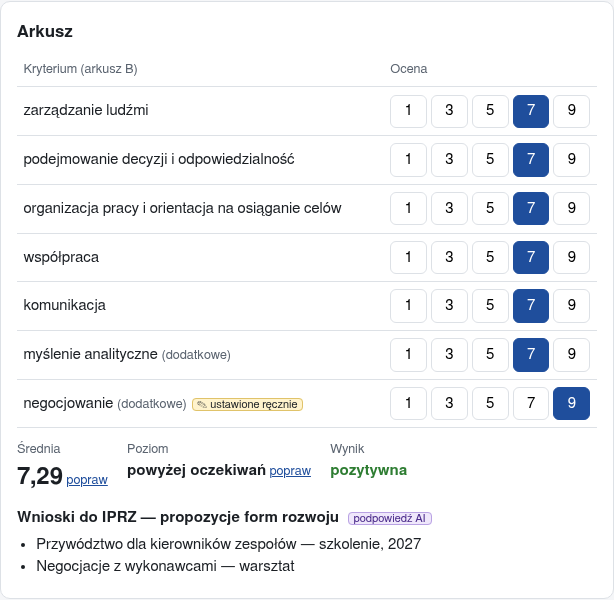 Arkusz
Kryterium (arkusz B) Ocena
zarządzanie ludźmi 1 3 5 7 9
podejmowanie decyzji i odpowiedzialność 1 3 5 7 9
organizacja pracy i orientacja na osiąganie celów 1 3 5 7 9
współpraca 1 3 5 7 9
komunikacja 1 3 5 7 9
myślenie analityczne (dodatkowe) 1 3 5 7 9
negocjowanie (dodatkowe) ✎ ustawione ręcznie 1 3 5 7 9
Średnia Poziom Wynik
7,29 popraw powyżej oczekiwań popraw pozytywna
Wnioski do IPRZ — propozycje form rozwoju podpowiedź AI
• Przywództwo dla kierowników zespołów — szkolenie, 2027
• Negocjacje z wykonawcami — warsztat